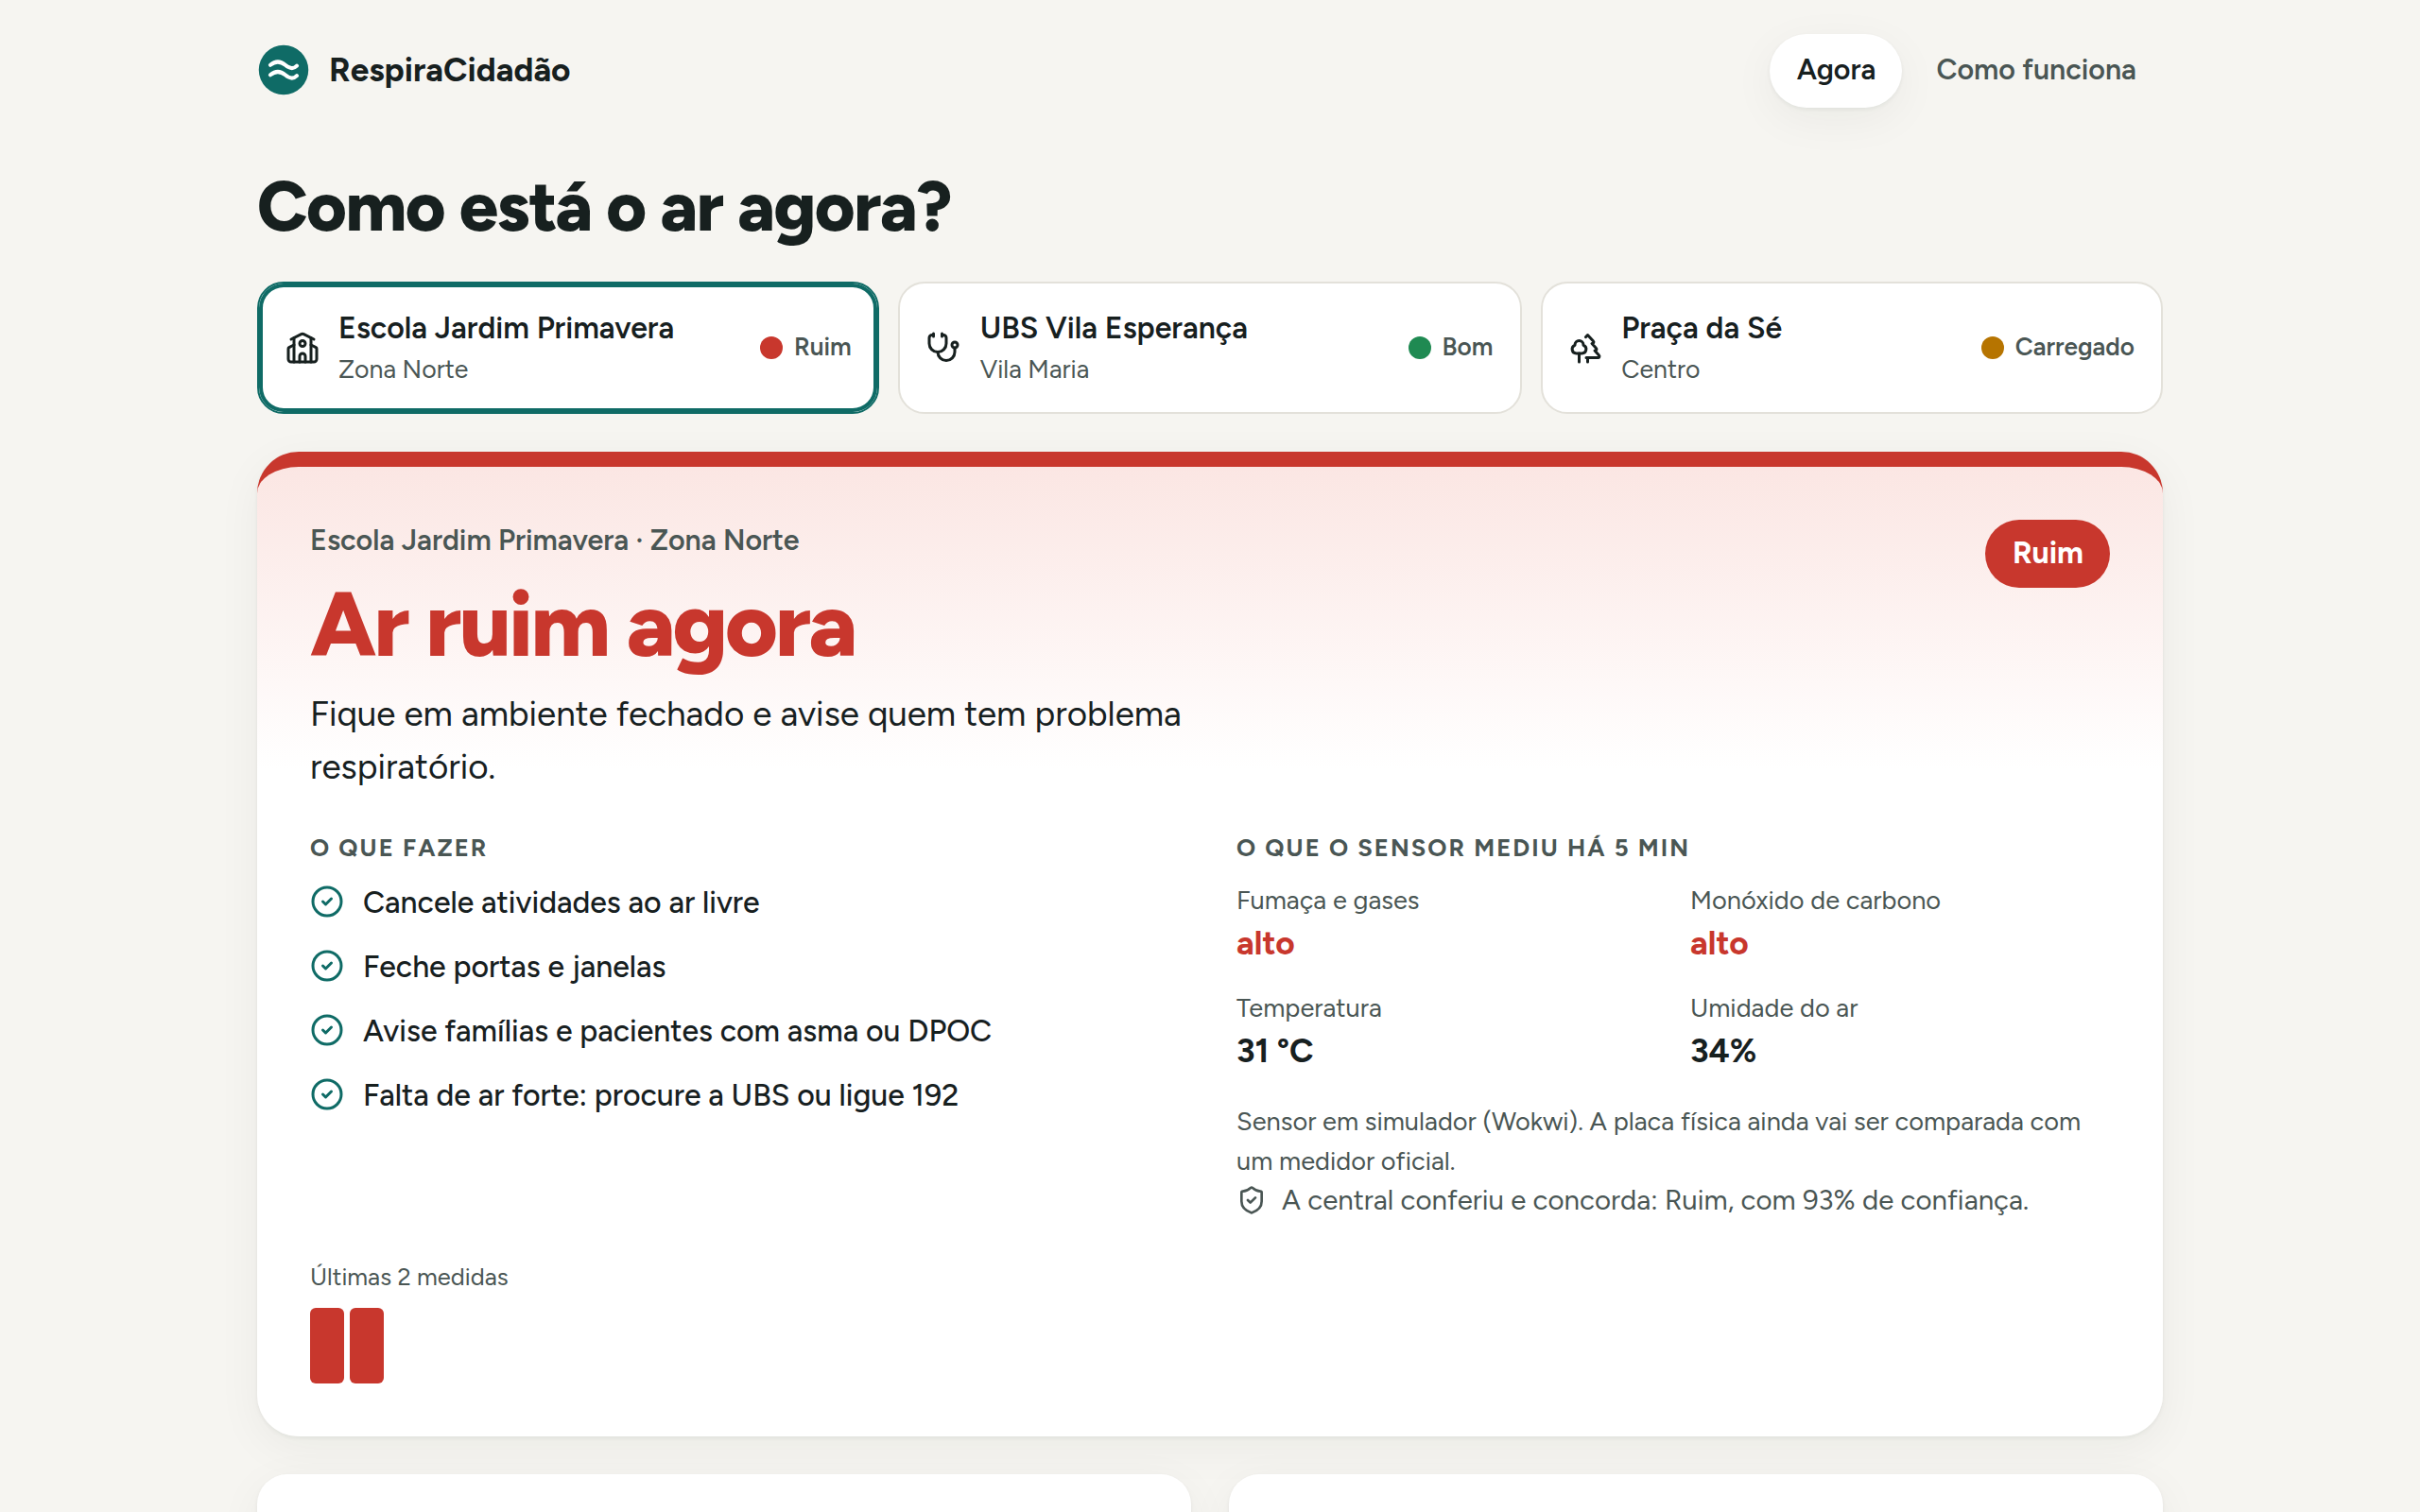 RespiraCidadão
Agora
Como funciona
Como está o ar agora?
Escola Jardim Primavera
Zona Norte
Ruim
UBS Vila Esperança
Vila Maria
Bom
Praça da Sé
Centro
Carregado
Escola Jardim Primavera · Zona Norte
Ruim
Ar ruim agora
Fique em ambiente fechado e avise quem tem problema
respiratório.
O QUE FAZER
Cancele atividades ao ar livre
Feche portas e janelas
Avise famílias e pacientes com asma ou DPOC
Falta de ar forte: procure a UBS ou ligue 192
O QUE O SENSOR MEDIU HÁ 5 MIN
Fumaça e gases
alto
Monóxido de carbono
alto
Temperatura
31 °C
Umidade do ar
34%
Sensor em simulador (Wokwi). A placa física ainda vai ser comparada com
um medidor oficial.
A central conferiu e concorda: Ruim, com 93% de confiança.
Últimas 2 medidas